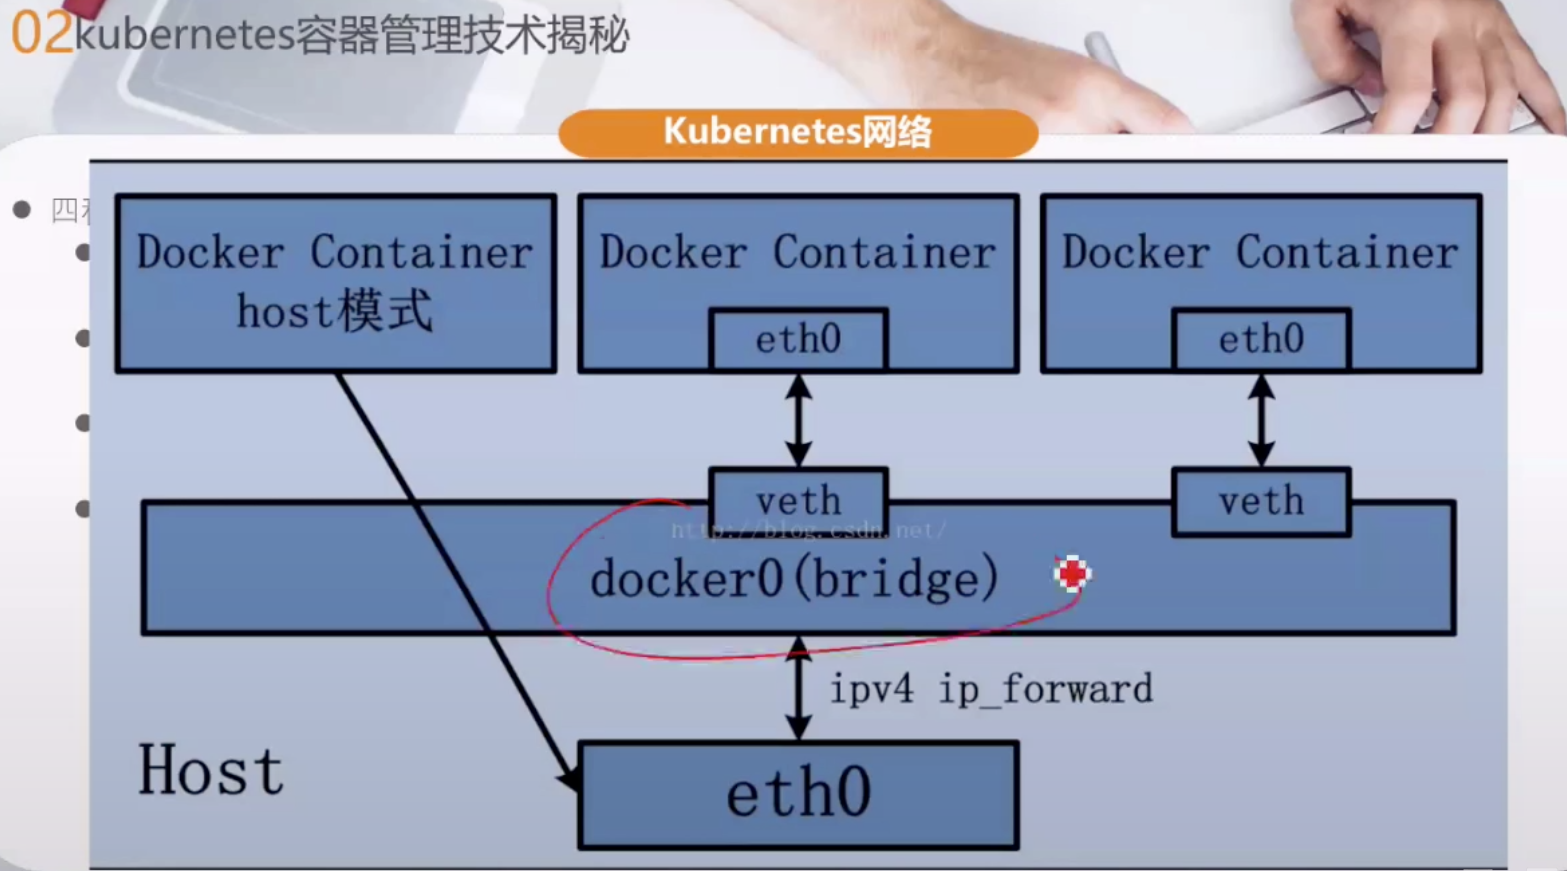 02kubernetes容器管理技术揭秘
Kubernetes网络
Docker Container
host模式
Docker Container
eth0
Docker Container
eth0
veth
veth
http://blog.csdn.net/
docker0(bridge)
ipv4 ip_forward
Host
eth0